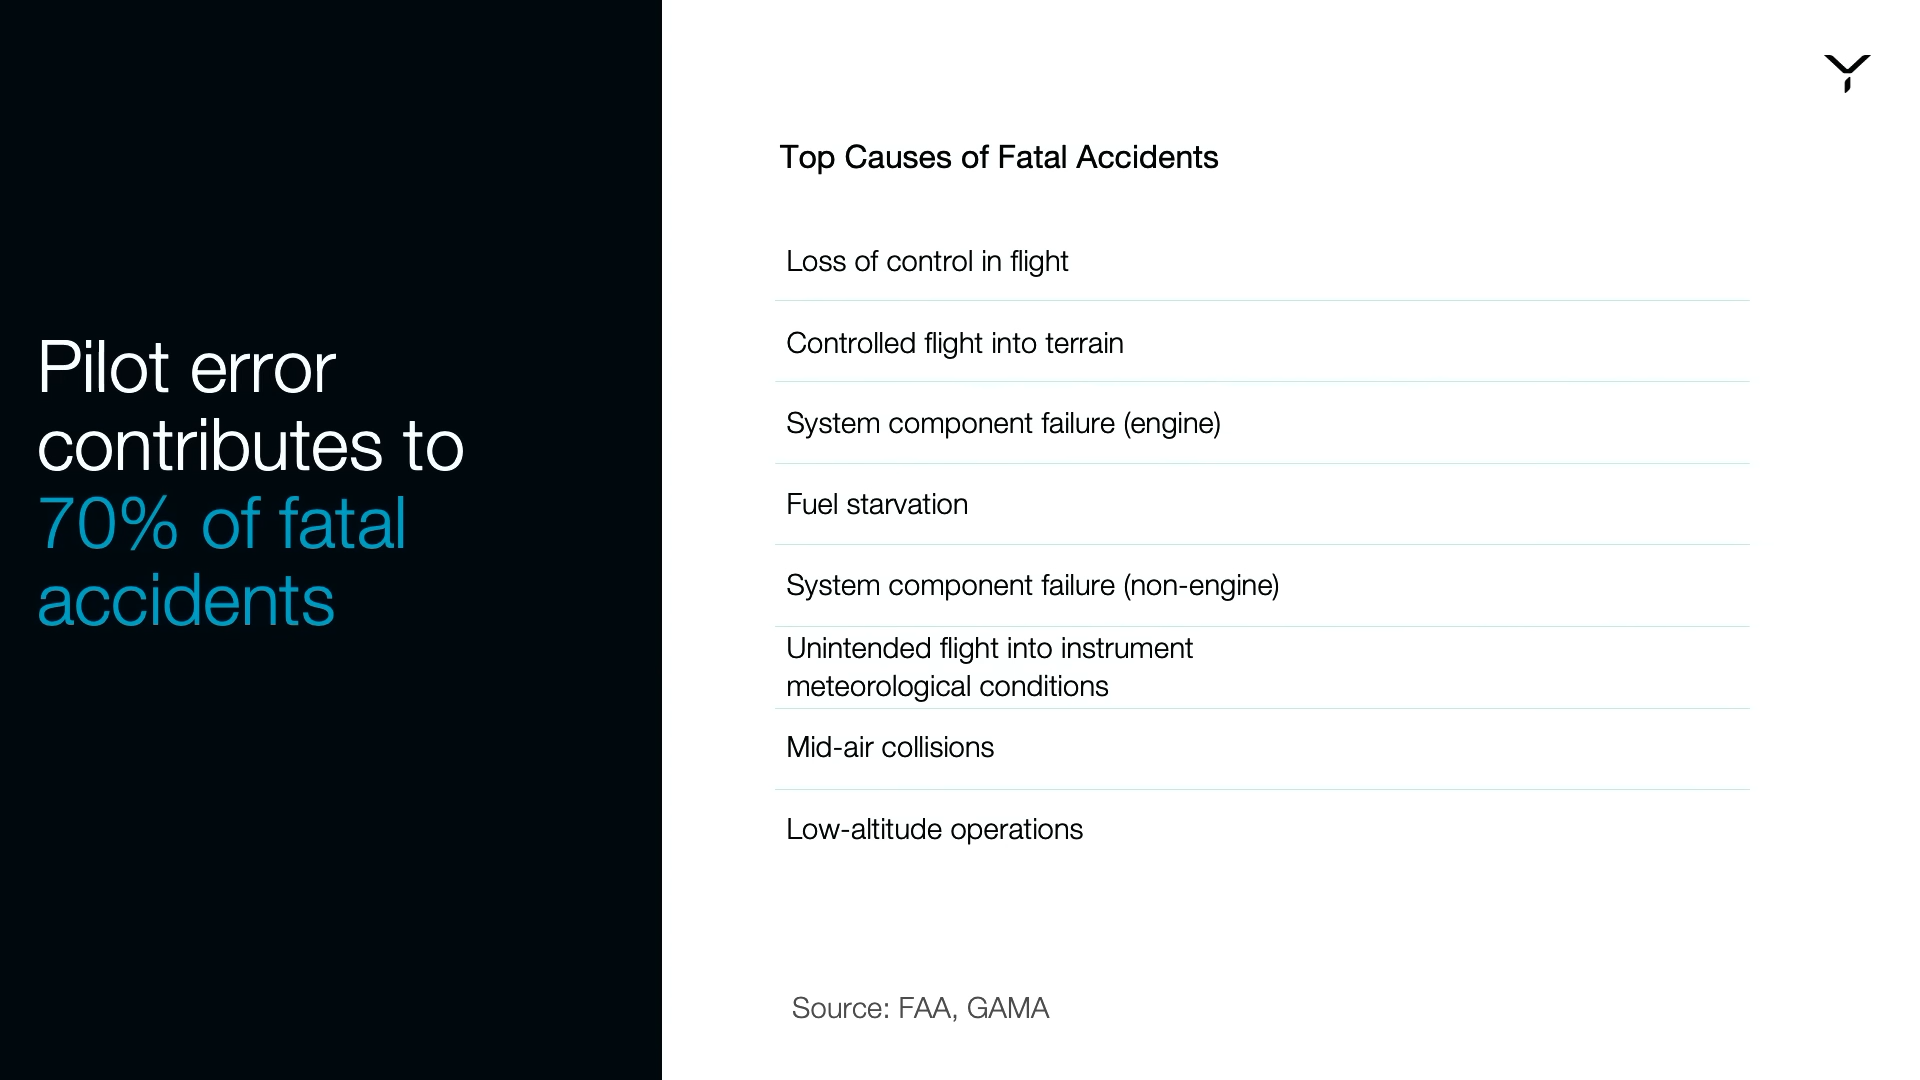 Pilot error
contributes to
70% of fatal
accidents
Top Causes of Fatal Accidents
Loss of control in flight
Controlled flight into terrain
System component failure (engine)
Fuel starvation
System component failure (non-engine)
Unintended flight into instrument
meteorological conditions
Mid-air collisions
Low-altitude operations
Source: FAA, GAMA